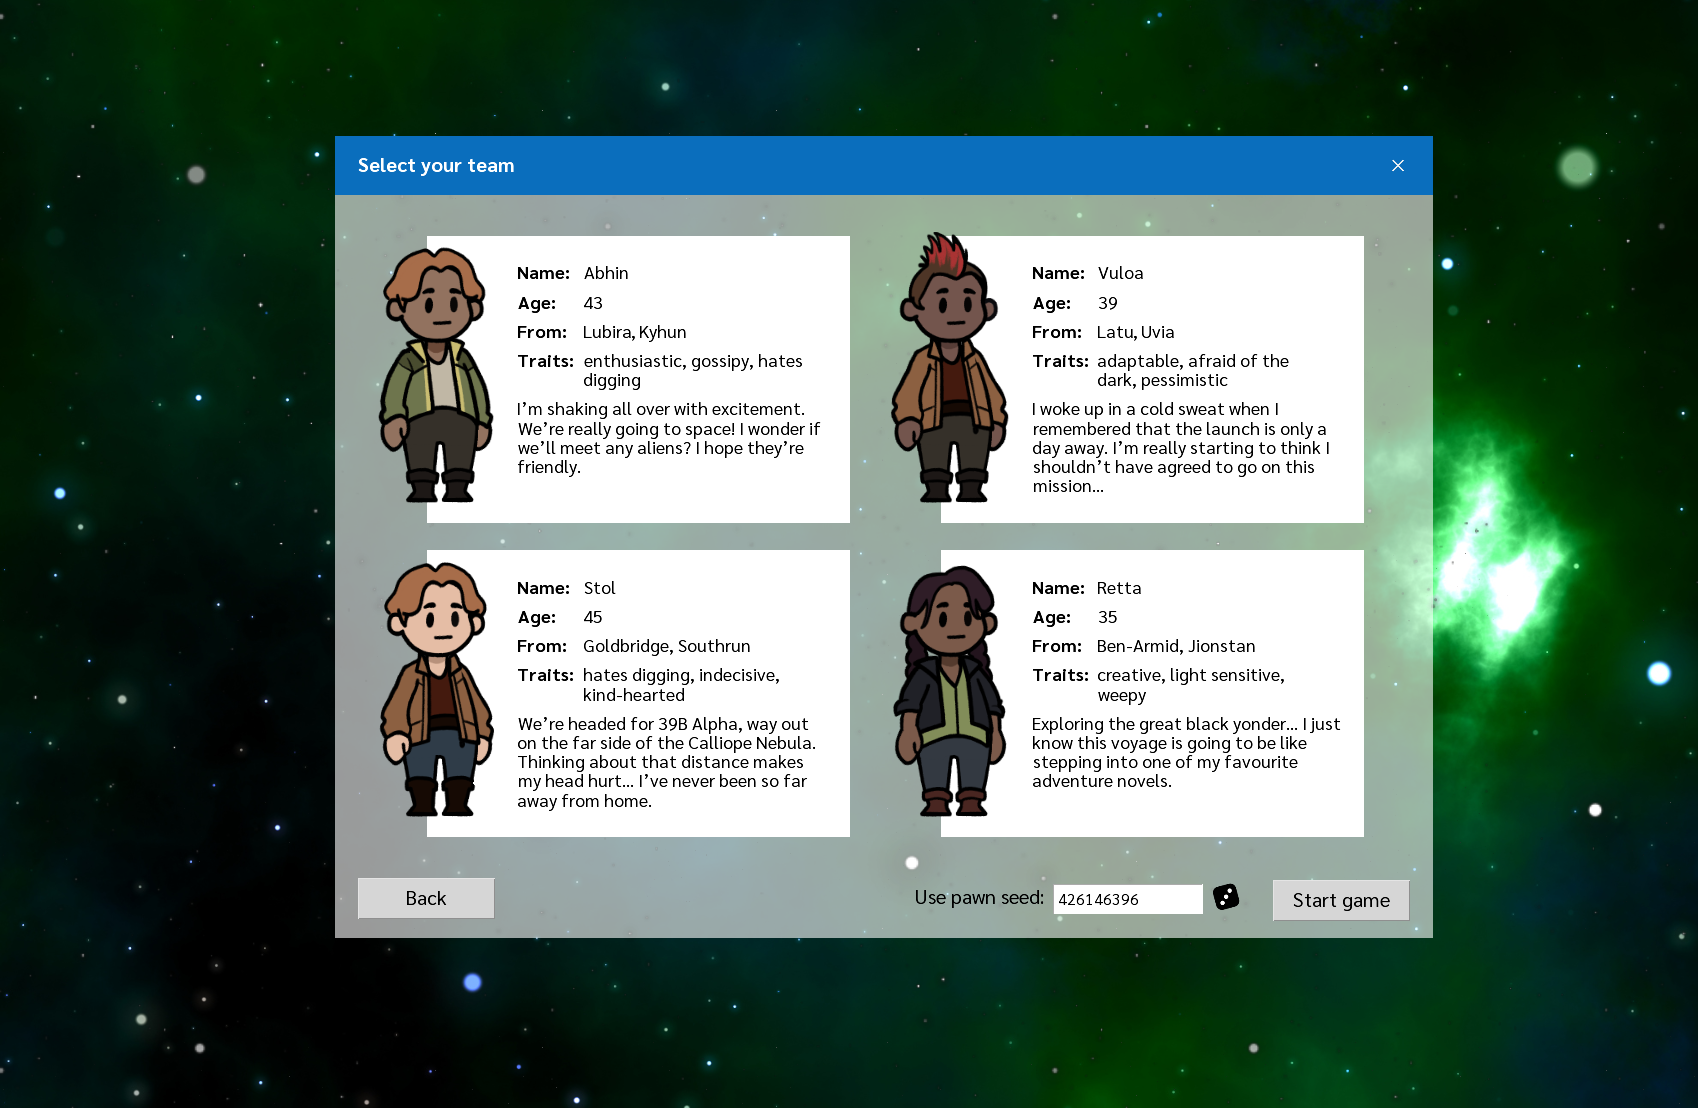 Select your team
Name: Abhin
Age: 43
From: Lubira, Kyhun
Traits: enthusiastic, gossipy, hates
digging
I'm shaking all over with excitement.
We're really going to space! I wonder if
we'll meet any aliens? I hope they're
friendly.
Name: Vuloa
Age: 39
From: Latu, Uvia
Traits: adaptable, afraid of the
dark, pessimistic
I woke up in a cold sweat when I
remembered that the launch is only a
day away. I'm really starting to think I
shouldn't have agreed to go on this
mission...
Name: Stol
Age: 45
From: Goldbridge, Southrun
Traits: hates digging, indecisive,
kind-hearted
We're headed for 39B Alpha, way out
on the far side of the Calliope Nebula.
Thinking about that distance makes
my head hurt... I've never been so far
away from home.
Name: Retta
Age: 35
From: Ben-Armid, Jionstan
Traits: creative, light sensitive,
weepy
Exploring the great black yonder... I just
know this voyage is going to be like
stepping into one of my favourite
adventure novels.
Back
Use pawn seed: 426146396
Start game